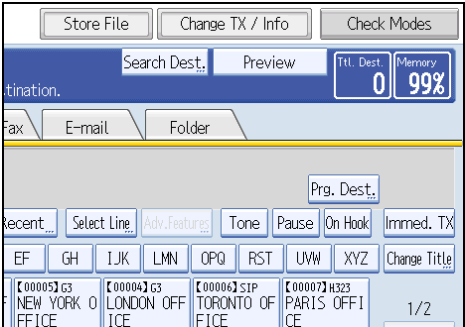 Store File Change TX / Info Check Modes
Search Dest. Preview Ttl. Dest. Memory
tination. 0 99%
Fax E-mail Folder
Prg. Dest.
Recent Select Line Adv.Features Tone Pause On Hook Immed. TX
EF GH IJK LMN OPQ RST UVW XYZ Change Title
【00005】G3 【00004】G3 【00006】SIP 【00007】H323
F NEW YORK O LONDON OFF TORONTO OF PARIS OFFI 1/2
FFICE ICE FICE CE